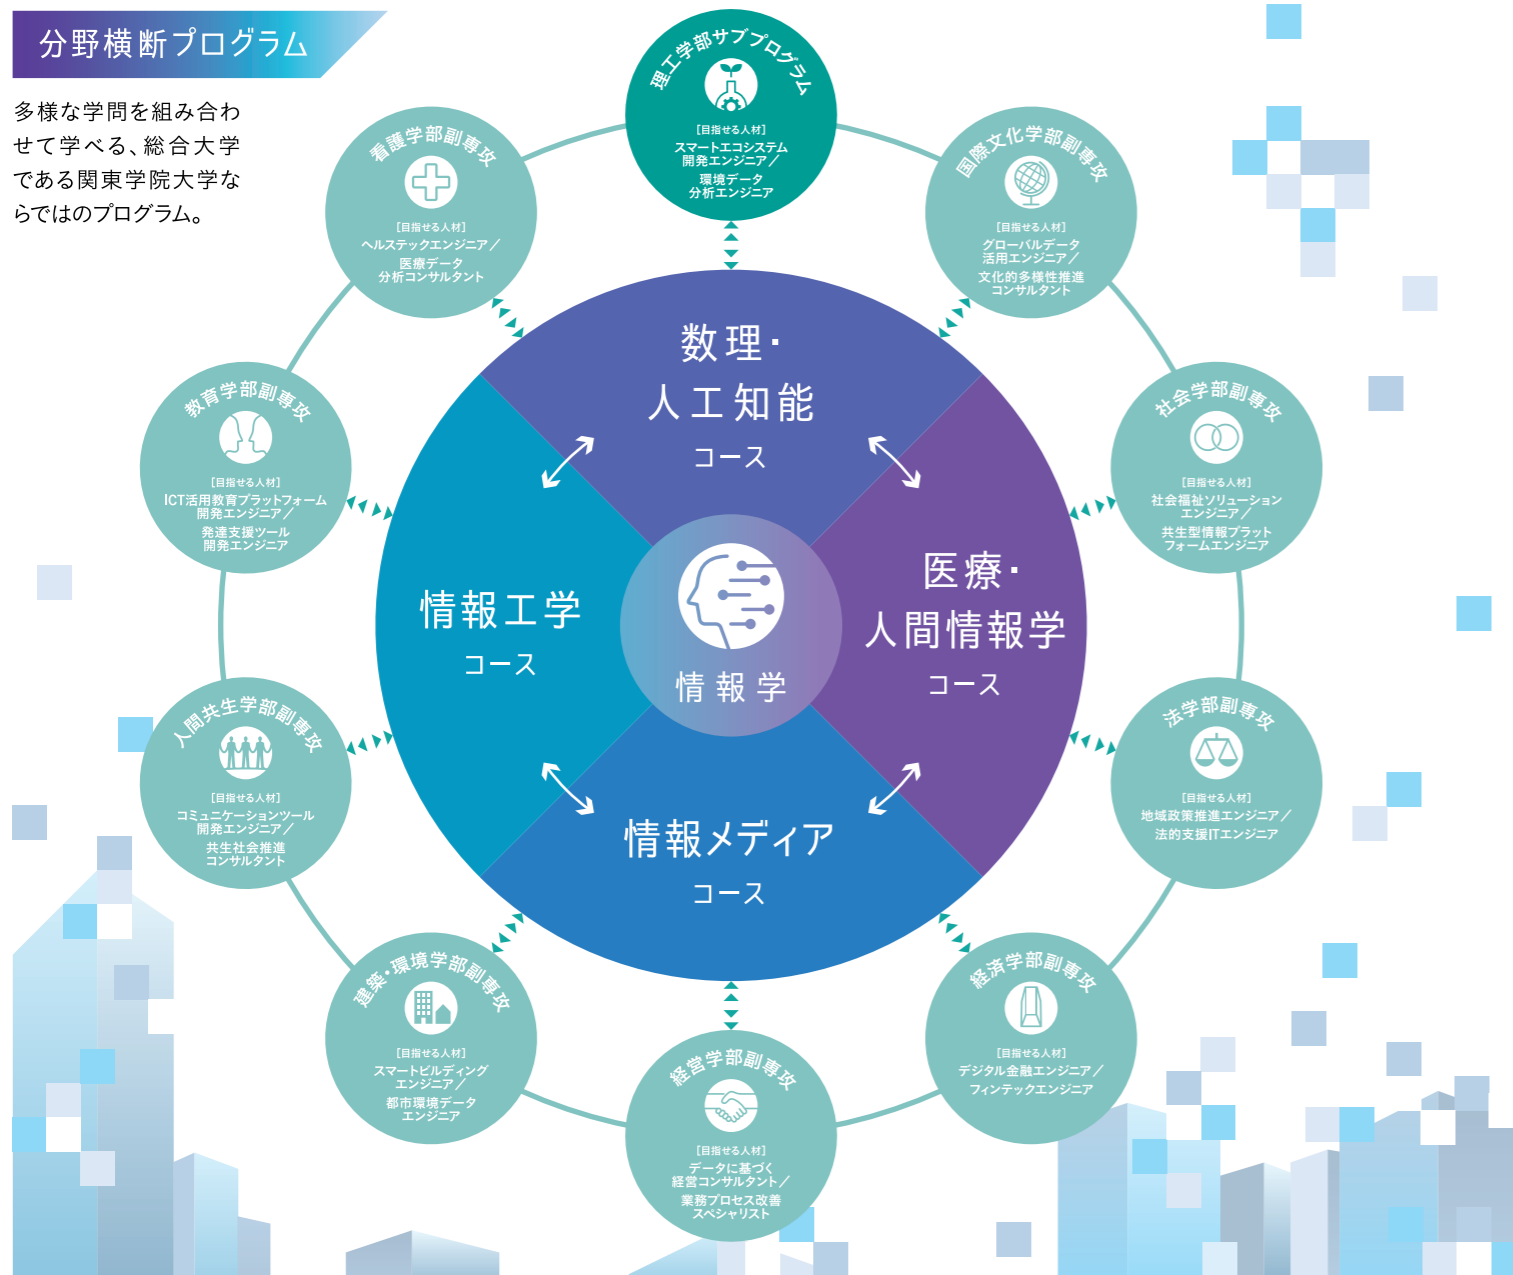 分野横断プログラム
多様な学問を組み合わ
せて学べる、総合大学
である関東学院大学な
らではのプログラム。
理工学部サブプログラム
[目指せる人材]
スマートエコシステム
開発エンジニア／
環境データ
分析エンジニア
国際文化学部副専攻
[目指せる人材]
グローバルデータ
活用エンジニア／
文化的多様性推進
コンサルタント
社会学部副専攻
[目指せる人材]
社会福祉ソリューション
エンジニア／
共生型情報プラット
フォームエンジニア
法学部副専攻
[目指せる人材]
地域政策推進エンジニア／
法的支援ITエンジニア
経済学部副専攻
[目指せる人材]
デジタル金融エンジニア／
フィンテックエンジニア
経営学部副専攻
[目指せる人材]
データに基づく
経営コンサルタント／
業務プロセス改善
スペシャリスト
建築・環境学部副専攻
[目指せる人材]
スマートビルディング
エンジニア／
都市環境データ
エンジニア
人間共生学部副専攻
[目指せる人材]
コミュニケーションツール
開発エンジニア／
共生社会推進
コンサルタント
教育学部副専攻
[目指せる人材]
ICT活用教育プラットフォーム
開発エンジニア／
発達支援ツール
開発エンジニア
看護学部副専攻
[目指せる人材]
ヘルステックエンジニア／
医療データ
分析コンサルタント
数理・
人工知能
コース
医療・
人間情報学
コース
情報メディア
コース
情報工学
コース
情報学